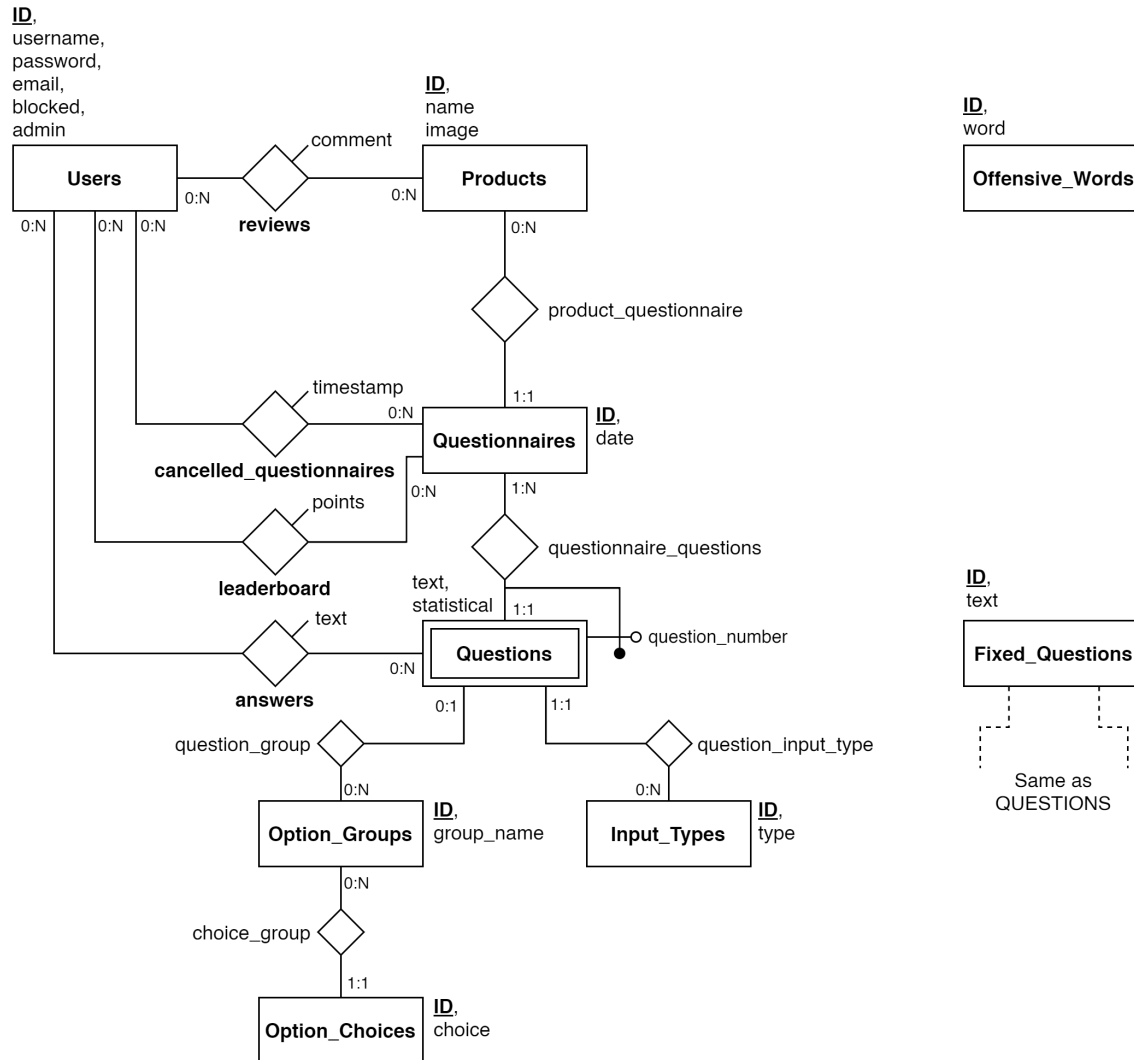 ID,
username,
password,
email,
blocked,
admin
Users
comment
reviews
0:N
0:N
ID,
name
image
Products
ID,
word
Offensive_Words
0:N
0:N
0:N
0:N
product_questionnaire
1:1
timestamp
0:N
cancelled_questionnaires
Questionnaires
ID,
date
0:N
1:N
points
leaderboard
questionnaire_questions
text,
statistical
1:1
text
0:N
answers
Questions
question_number
ID,
text
Fixed_Questions
Same as
QUESTIONS
0:1
1:1
question_group
question_input_type
0:N
0:N
Option_Groups
ID,
group_name
Input_Types
ID,
type
0:N
choice_group
1:1
Option_Choices
ID,
choice